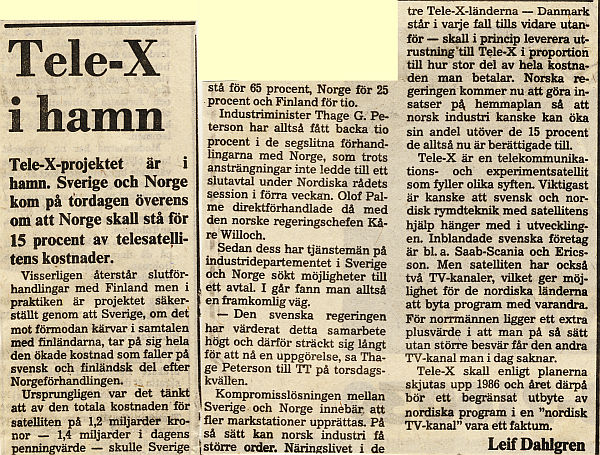 Tele-X
i hamn
Tele-X-projektet är i
hamn. Sverige och Norge
kom på tordagen överens
om att Norge skall stå för
15 procent av telesatelli-
tens kostnader.
Visserligen återstår slutför-
handlingar med Finland men i
praktiken är projektet säker-
ställt genom att Sverige, om det
mot förmodan kärvar i samtalen
med finländarna, tar på sig hela
den ökade kostnad som faller på
svensk och finländsk del efter
Norgeförhandlingen.
Ursprungligen var det tänkt
att av den totala kostnaden för
satelliten på 1,2 miljarder kro-
nor — 1,4 miljarder i dagens
penningvärde — skulle Sverige
stå för 65 procent, Norge för 25
procent och Finland för tio.
Industriminister Thage G. Pe-
terson har alltså fått backa tio
procent i de segslitna förhand-
lingarna med Norge, som trots
ansträngningar inte ledde till ett
slutavtal under Nordiska rådets
session i förra veckan. Olof Pal-
me direktförhandlade då med
den norske regeringschefen Kå-
re Willoch.
Sedan dess har tjänstemän på
industridepartementet i Sverige
och Norge sökt möjligheter till
ett avtal. I går fann man alltså
en framkomlig väg.
— Den svenska regeringen
har värderat detta samarbete
högt och därför sträckt sig långt
för att nå en uppgörelse, sa Tha-
ge Peterson till TT på torsdags-
kvällen.
Kompromisslösningen mellan
Sverige och Norge innebär, att
fler markstationer upprättas. På
så sätt kan norsk industri få
större order. Näringslivet i de
tre Tele-X-länderna — Danmark
står i varje fall tills vidare utan-
för — skall i princip leverera ut-
rustning till Tele-X i proportion
till hur stor del av hela kostna-
den man betalar. Norska re-
geringen kommer nu att göra in-
satser på hemmaplan så att
norsk industri kanske kan öka
sin andel utöver de 15 procent
de alltså nu är berättigade till.
Tele-X är en telekommunika-
tions- och experimentsatellit
som fyller olika syften. Viktigast
är kanske att svensk och nor-
disk rymdteknik med satellitens
hjälp hänger med i utveckling-
en. Inblandade svenska företag
är bl. a. Saab-Scania och Erics-
son. Men satelliten har också
två TV-kanaler, vilket ger möj-
lighet för de nordiska länderna
att byta program med varandra.
För norrmännen ligger ett extra
plusvärde i att man på så sätt
utan större besvär får den andra
TV-kanal man i dag saknar.
Tele-X skall enligt planerna
skjutas upp 1986 och året därpå
bör ett begränsat utbyte av
nordiska program i en "nordisk
TV-kanal" vara ett faktum.
Leif Dahlgren